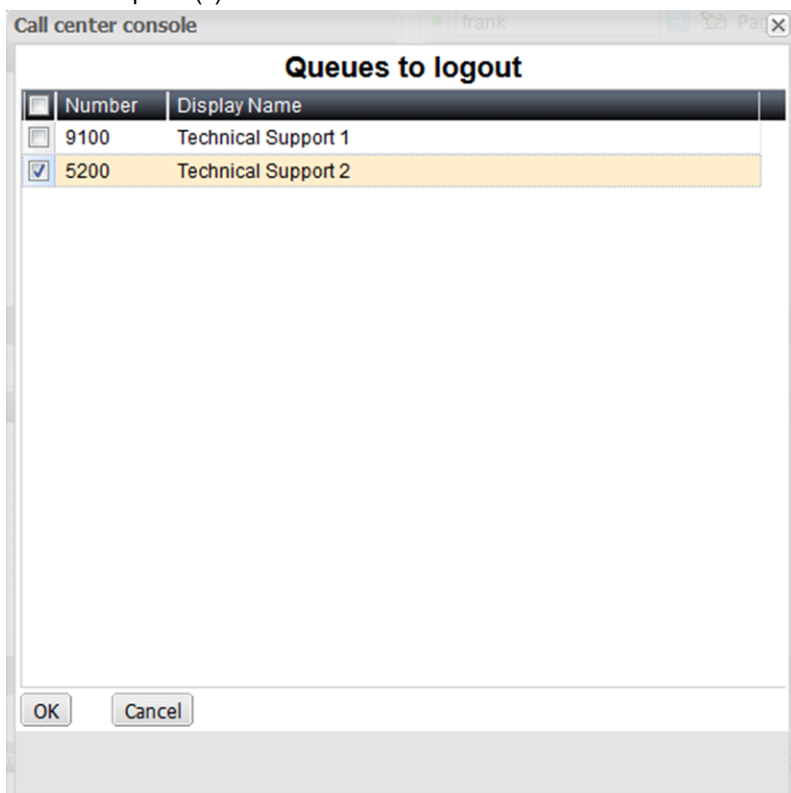 Call center console
frank
Queues to logout
Number Display Name
9100 Technical Support 1
5200 Technical Support 2
OK Cancel